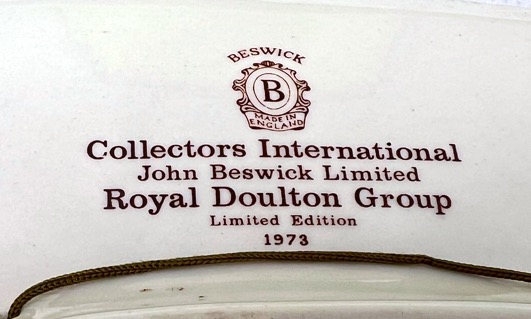 BESWICK
B
MADE IN
ENGLAND
Collectors International
John Beswick Limited
Royal Doulton Group
Limited Edition
1973